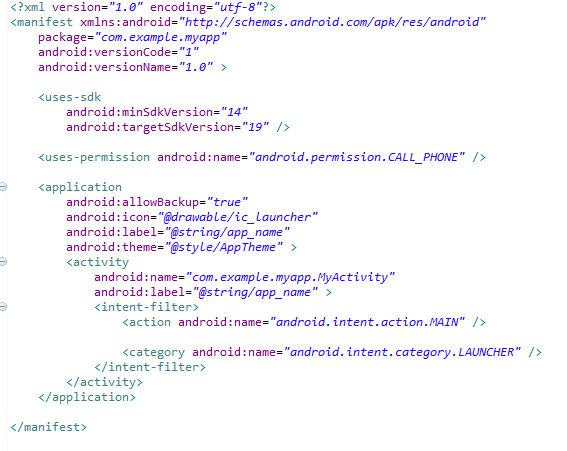 <?xml version="1.0" encoding="utf-8"?>
<manifest xmlns:android="http://schemas.android.com/apk/res/android"
    package="com.example.myapp"
    android:versionCode="1"
    android:versionName="1.0" >

    <uses-sdk
        android:minSdkVersion="14"
        android:targetSdkVersion="19" />

    <uses-permission android:name="android.permission.CALL_PHONE" />

    <application
        android:allowBackup="true"
        android:icon="@drawable/ic_launcher"
        android:label="@string/app_name"
        android:theme="@style/AppTheme" >
        <activity
            android:name="com.example.myapp.MyActivity"
            android:label="@string/app_name" >
            <intent-filter>
                <action android:name="android.intent.action.MAIN" />

                <category android:name="android.intent.category.LAUNCHER" />
            </intent-filter>
        </activity>
    </application>

</manifest>